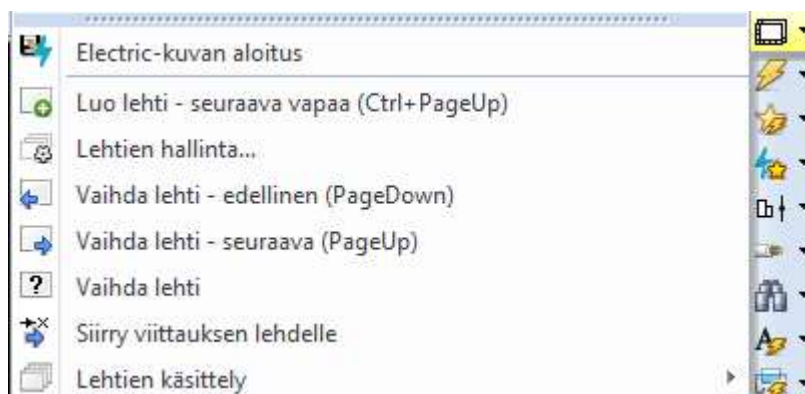 Electric-kuvan aloitus
Luo lehti - seuraava vapaa (Ctrl+PageUp)
Lehtien hallinta...
Vaihda lehti - edellinen (PageDown)
Vaihda lehti - seuraava (PageUp)
Vaihda lehti
Siirry viittauksen lehdelle
Lehtien käsittely